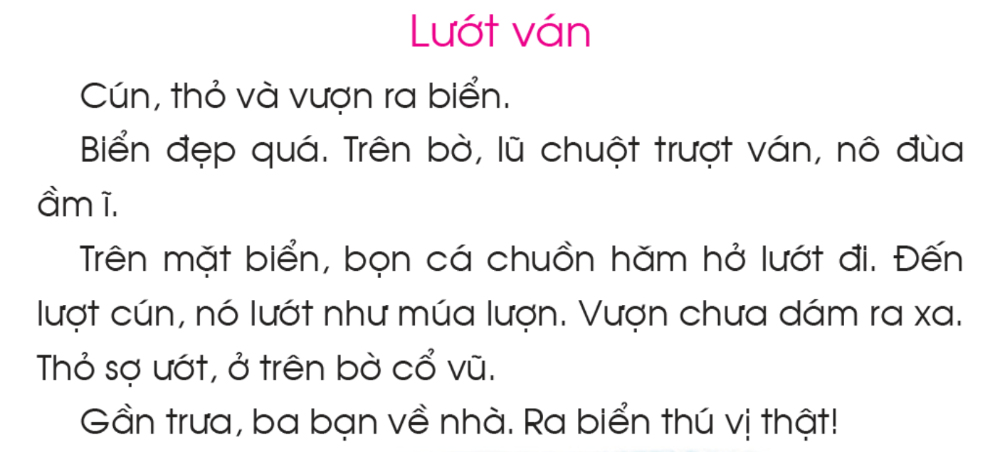 Lướt ván
Cún, thỏ và vượn ra biển.
Biển đẹp quá. Trên bờ, lũ chuột trượt ván, nô đùa
ầm ĩ.
Trên mặt biển, bọn cá chuồn hăm hở lướt đi. Đến
lượt cún, nó lướt như múa lượn. Vượn chưa dám ra xa.
Thỏ sợ ướt, ở trên bờ cổ vũ.
Gần trưa, ba bạn về nhà. Ra biển thú vị thật!